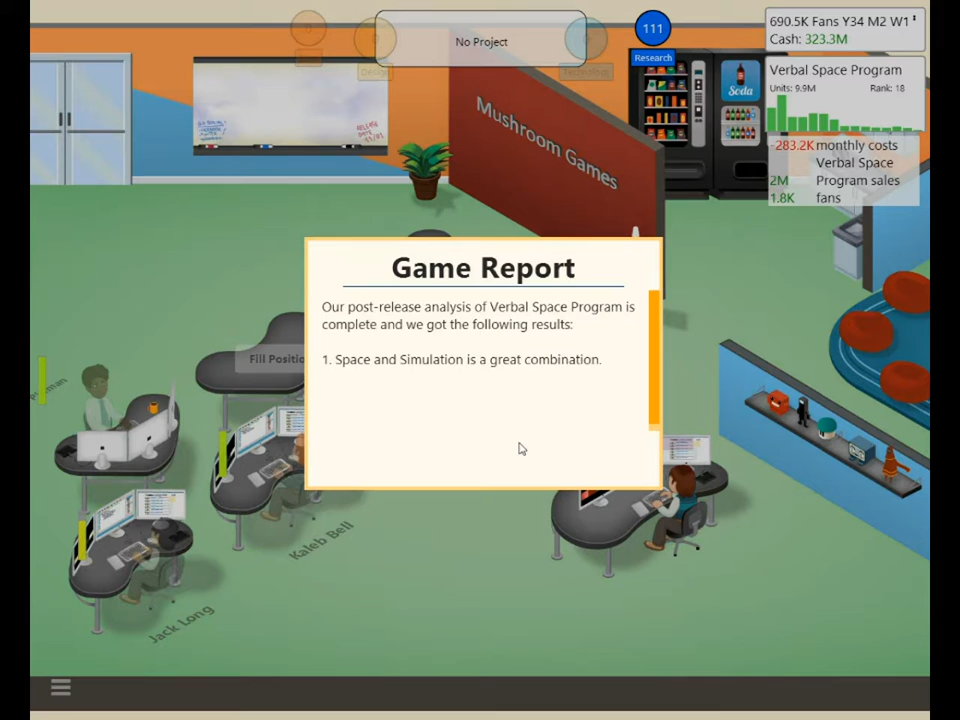 No Project
111
Research
690.5K Fans Y34 M2 W1
Cash: 323.3M
Verbal Space Program
Units: 9.9M Rank: 18
-283.2K monthly costs
Verbal Space
2M Program sales
1.8K fans
Soda
Mushroom Games
Game Report
Our post-release analysis of Verbal Space Program is
complete and we got the following results:
1. Space and Simulation is a great combination.
Fill Positio
Kaleb Bell
Jack Long